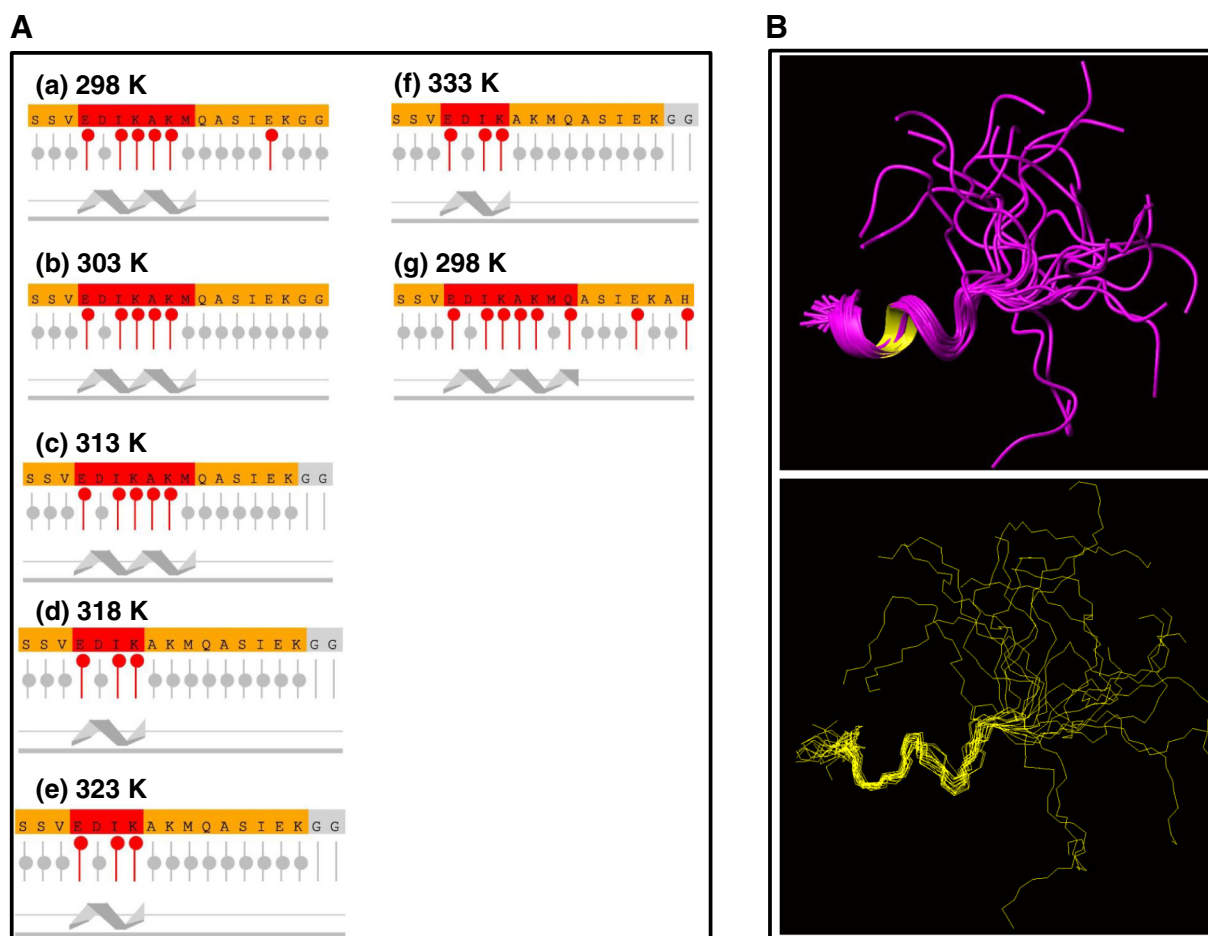 A
B
(a) 298 K
S S V E D I K A K M Q A S I E K G G
(b) 303 K
S S V E D I K A K M Q A S I E K G G
(c) 313 K
S S V E D I K A K M Q A S I E K G G
(d) 318 K
S S V E D I K A K M Q A S I E K G G
(e) 323 K
S S V E D I K A K M Q A S I E K G G
(f) 333 K
S S V E D I K A K M Q A S I E K G G
(g) 298 K
S S V E D I K A K M Q A S I E K A H